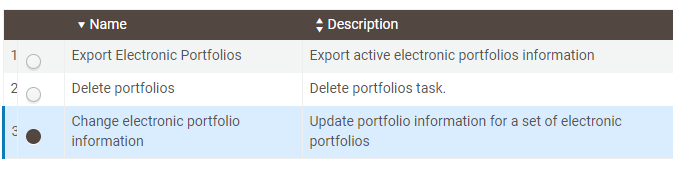 Name Description
1 Export Electronic Portfolios Export active electronic portfolios information
2 Delete portfolios Delete portfolios task.
3 Change electronic portfolio information Update portfolio information for a set of electronic portfolios